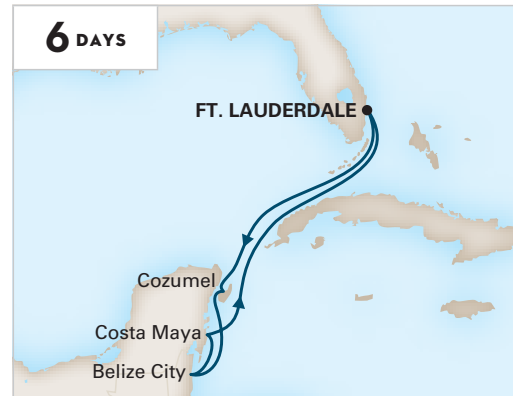 6 DAYS
FT. LAUDERDALE
Cozumel
Costa Maya
Belize City